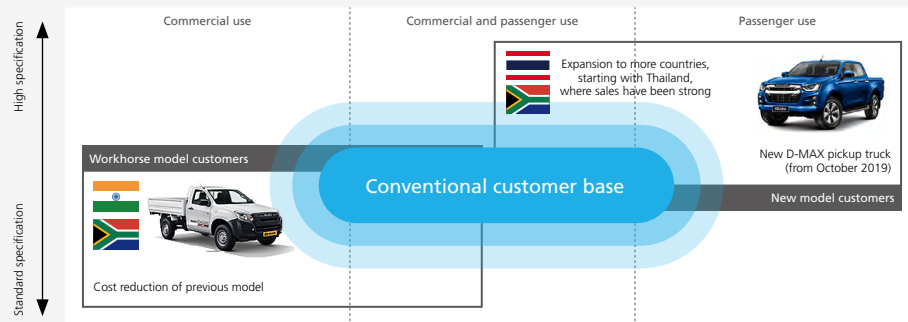 Commercial use
Commercial and passenger use
Passenger use
High specification
Standard specification
Expansion to more countries,
starting with Thailand,
where sales have been strong
New D-MAX pickup truck
(from October 2019)
New model customers
Workhorse model customers
Conventional customer base
Cost reduction of previous model